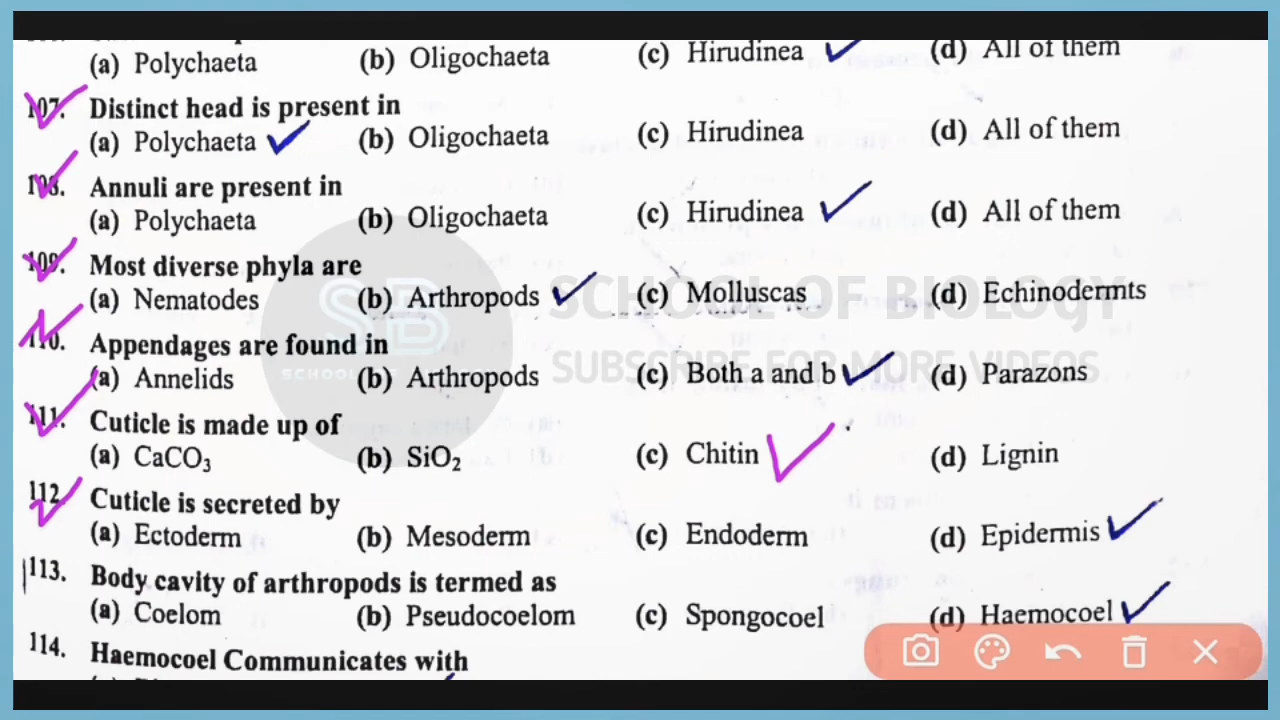 (a) Polychaeta (b) Oligochaeta (c) Hirudinea (d) All of them
107. Distinct head is present in
(a) Polychaeta (b) Oligochaeta (c) Hirudinea (d) All of them
108. Annuli are present in
(a) Polychaeta (b) Oligochaeta (c) Hirudinea (d) All of them
109. Most diverse phyla are
(a) Nematodes (b) Arthropods (c) Molluscas (d) Echinodermts
SCHOOL OF BIOLOGY
110. Appendages are found in
SUBSCRIBE FOR MORE VIDEOS
(a) Annelids (b) Arthropods (c) Both a and b (d) Parazons
111. Cuticle is made up of
(a) CaCO₃ (b) SiO₂ (c) Chitin (d) Lignin
112. Cuticle is secreted by
(a) Ectoderm (b) Mesoderm (c) Endoderm (d) Epidermis
113. Body cavity of arthropods is termed as
(a) Coelom (b) Pseudocoelom (c) Spongocoel (d) Haemocoel
114. Haemocoel Communicates with